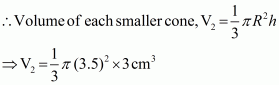 ∴Volume of each smaller cone, V₂ = 1/3 πR²h
⇒ V₂ = 1/3 π(3.5)² × 3 cm³